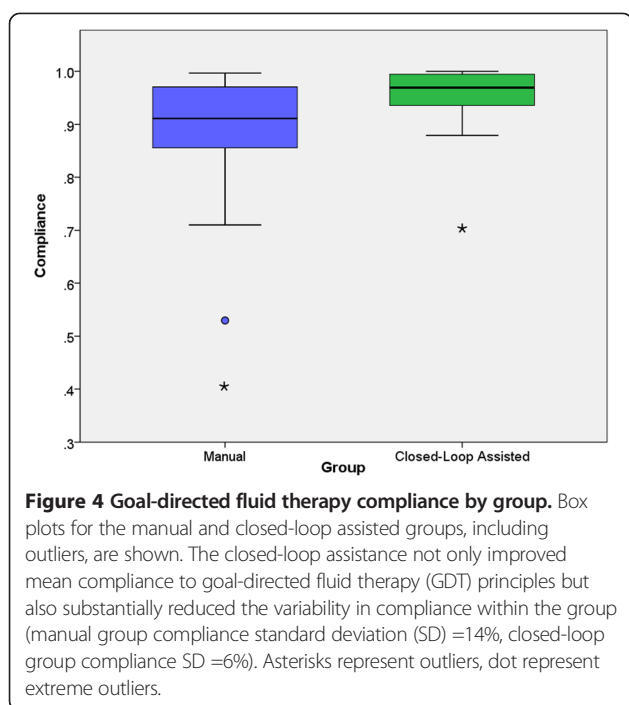 1.0
.9
.8
.7
.6
.5
.4
.3
Compliance
Manual
Closed-Loop Assisted
Group
Figure 4 Goal-directed fluid therapy compliance by group. Box
plots for the manual and closed-loop assisted groups, including
outliers, are shown. The closed-loop assistance not only improved
mean compliance to goal-directed fluid therapy (GDT) principles but
also substantially reduced the variability in compliance within the group
(manual group compliance standard deviation (SD) =14%, closed-loop
group compliance SD =6%). Asterisks represent outliers, dot represent
extreme outliers.